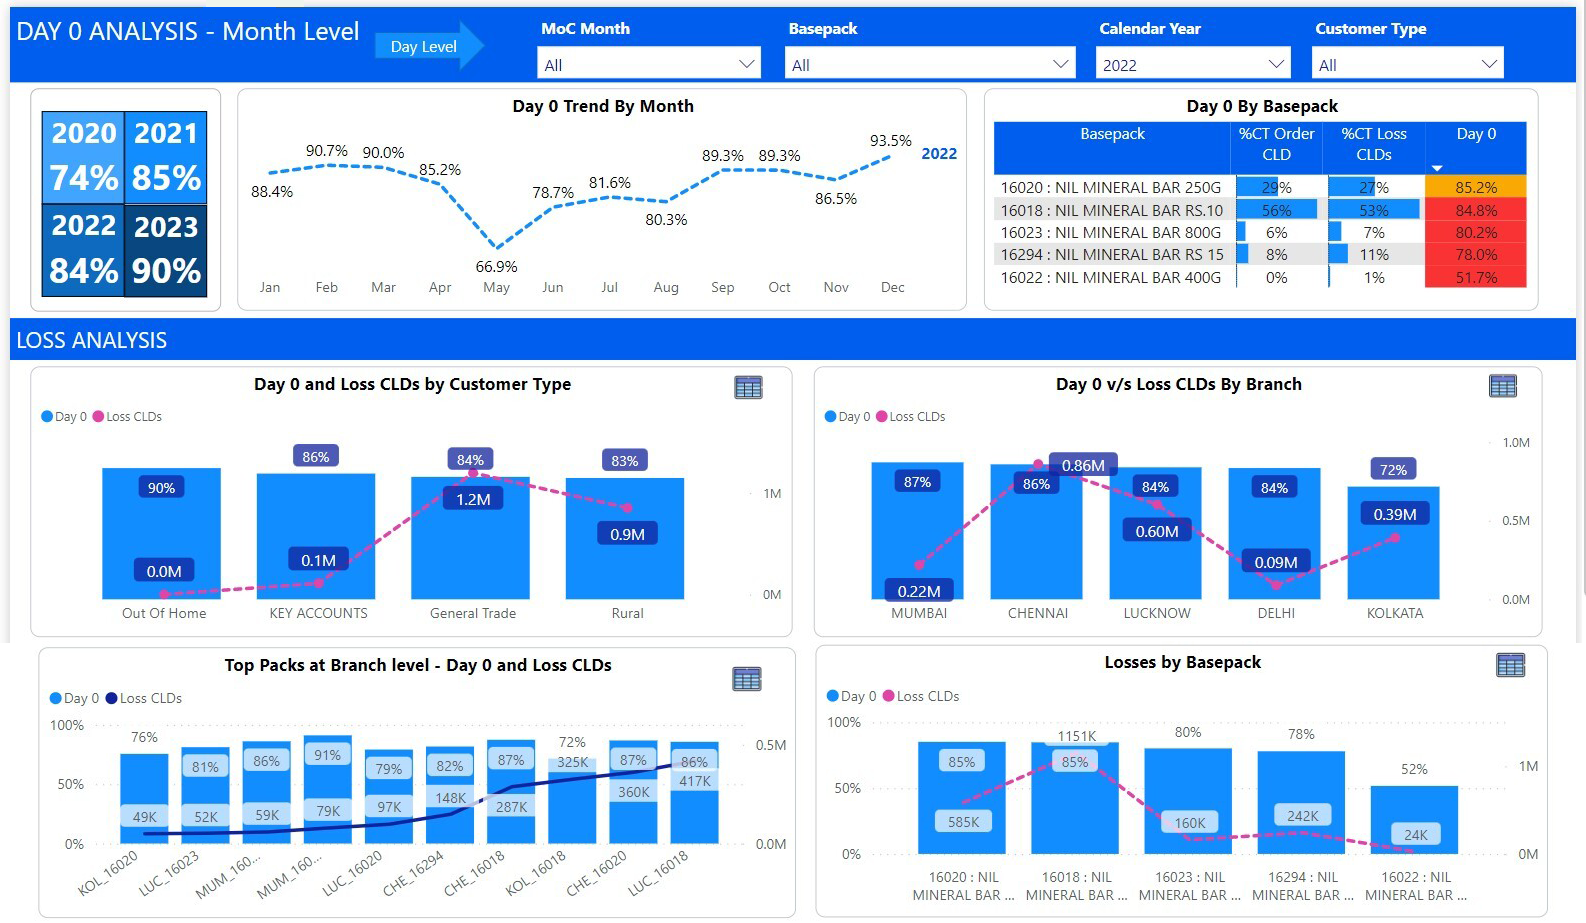 DAY 0 ANALYSIS - Month Level
Day Level
MoC Month
All
Basepack
All
Calendar Year
2022
Customer Type
All
2020 2021
74% 85%
2022 2023
84% 90%
Day 0 Trend By Month
88.4% 90.7% 90.0% 85.2% 66.9% 78.7% 81.6% 80.3% 89.3% 89.3% 86.5% 93.5% 2022
Jan Feb Mar Apr May Jun Jul Aug Sep Oct Nov Dec
Day 0 By Basepack
Basepack %CT Order CLD %CT Loss CLDs Day 0
16020 : NIL MINERAL BAR 250G 29% 27% 85.2%
16018 : NIL MINERAL BAR RS.10 56% 53% 84.8%
16023 : NIL MINERAL BAR 800G 6% 7% 80.2%
16294 : NIL MINERAL BAR RS 15 8% 11% 78.0%
16022 : NIL MINERAL BAR 400G 0% 1% 51.7%
LOSS ANALYSIS
Day 0 and Loss CLDs by Customer Type
Day 0 Loss CLDs
90% 86% 84% 83%
0.0M 0.1M 1.2M 0.9M
1M
0M
Out Of Home KEY ACCOUNTS General Trade Rural
Day 0 v/s Loss CLDs By Branch
Day 0 Loss CLDs
87% 86% 84% 84% 72%
0.22M 0.86M 0.60M 0.09M 0.39M
1.0M
0.5M
0.0M
MUMBAI CHENNAI LUCKNOW DELHI KOLKATA
Top Packs at Branch level - Day 0 and Loss CLDs
Day 0 Loss CLDs
100%
50%
0%
76% 81% 86% 91% 79% 82% 87% 72% 87% 86%
49K 52K 59K 79K 97K 148K 287K 325K 360K 417K
0.5M
0.0M
KOL_16020 LUC_16023 MUM_160... MUM_160... LUC_16020 CHE_16294 CHE_16018 KOL_16018 CHE_16020 LUC_16018
Losses by Basepack
Day 0 Loss CLDs
100%
50%
0%
85% 85% 80% 78% 52%
585K 1151K 160K 242K 24K
1M
0M
16020 : NIL MINERAL BAR ... 16018 : NIL MINERAL BAR ... 16023 : NIL MINERAL BAR ... 16294 : NIL MINERAL BAR ... 16022 : NIL MINERAL BAR ...